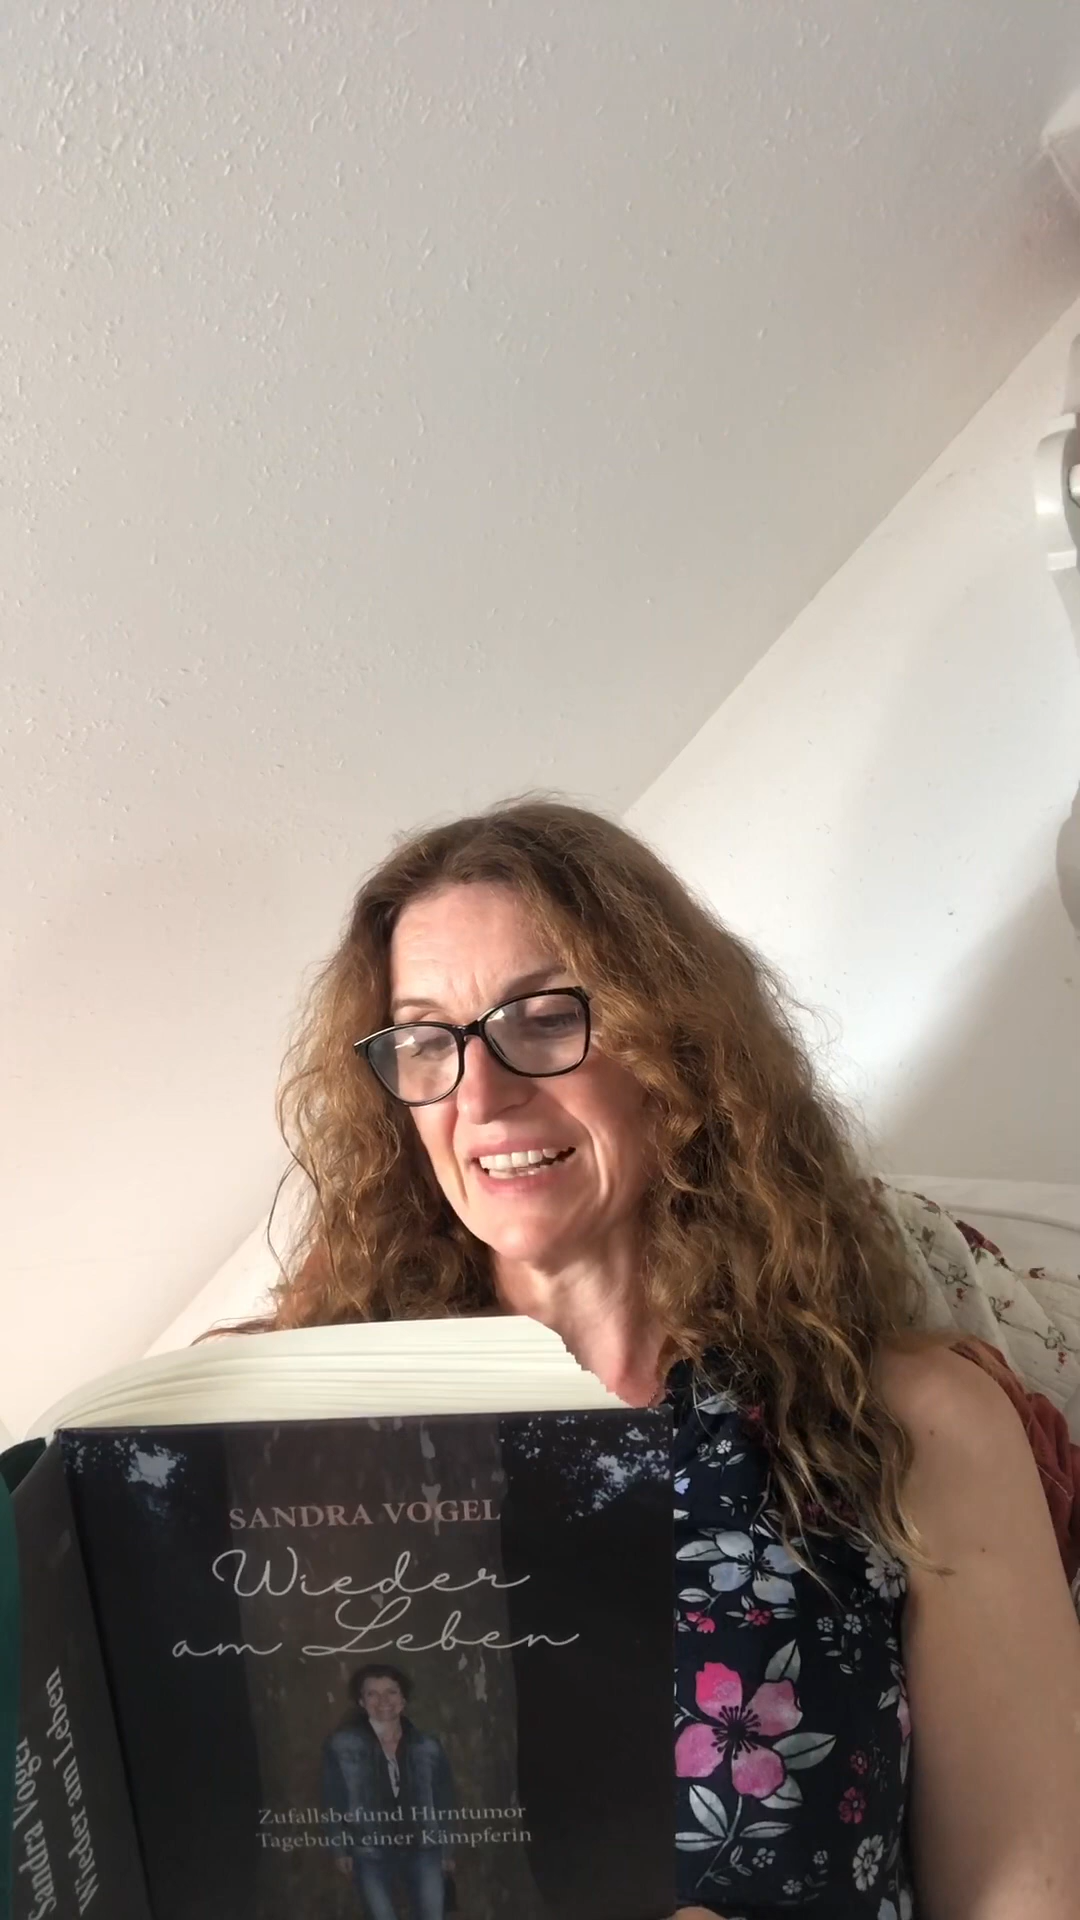 SANDRA VOGEL
Wieder
am Leben
Zufallsbefund Hirntumor
Tagebuch einer Kämpferin
Sandra Vogel
Wieder am Leben